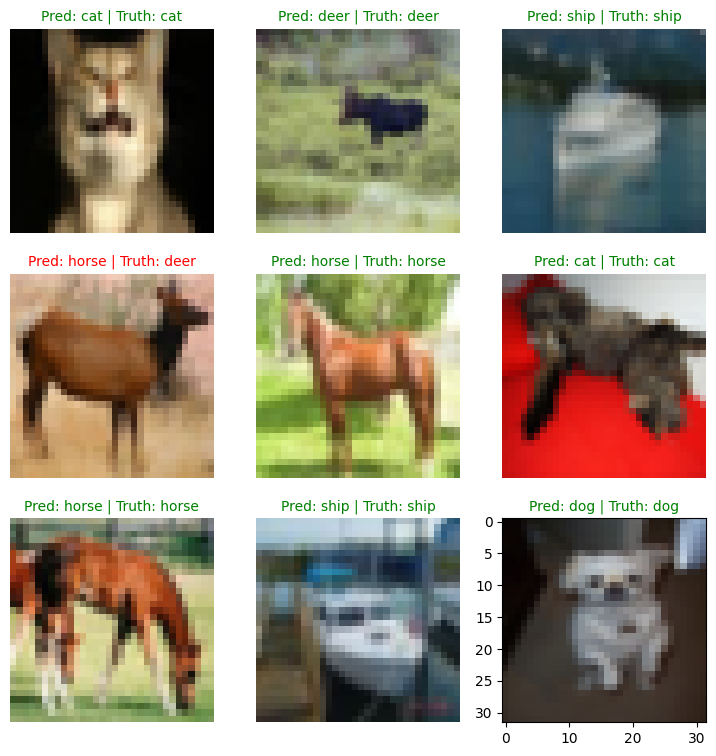 Pred: cat | Truth: cat
Pred: deer | Truth: deer
Pred: ship | Truth: ship
Pred: horse | Truth: deer
Pred: horse | Truth: horse
Pred: cat | Truth: cat
Pred: horse | Truth: horse
Pred: ship | Truth: ship
Pred: dog | Truth: dog
0
5
10
15
20
25
30
0 10 20 30